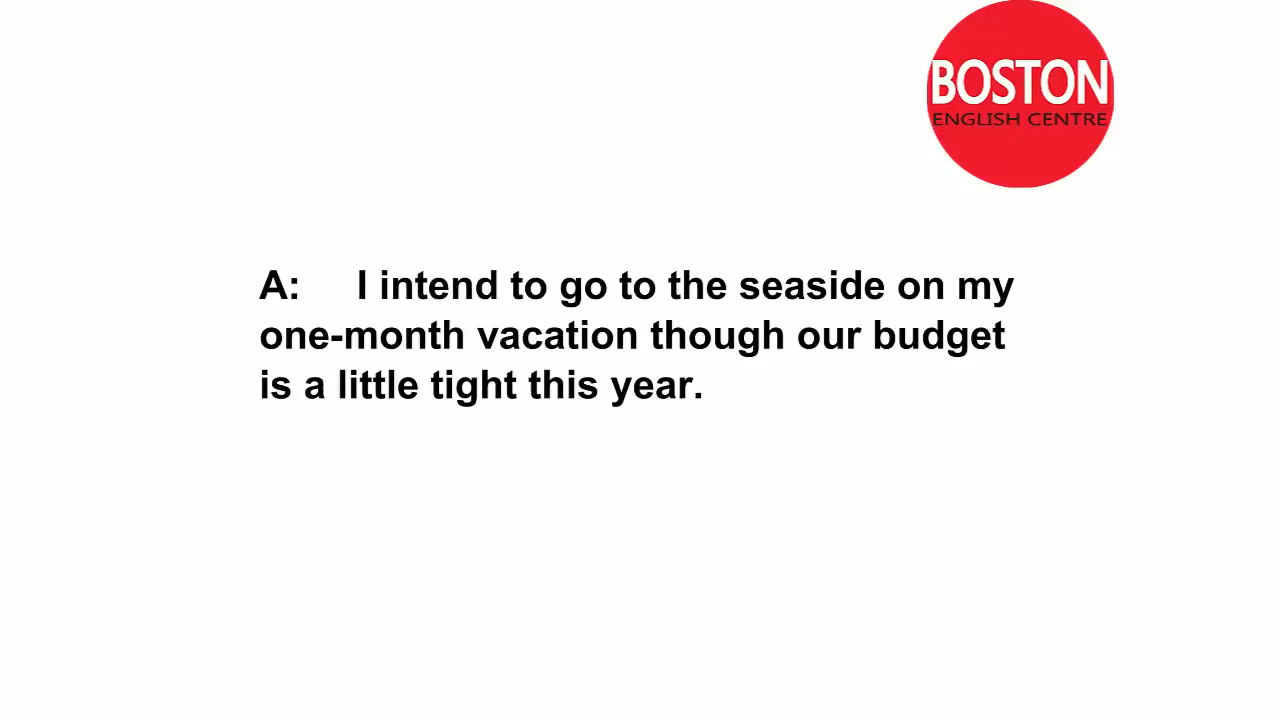 BOSTON
ENGLISH CENTRE
A: I intend to go to the seaside on my
one-month vacation though our budget
is a little tight this year.